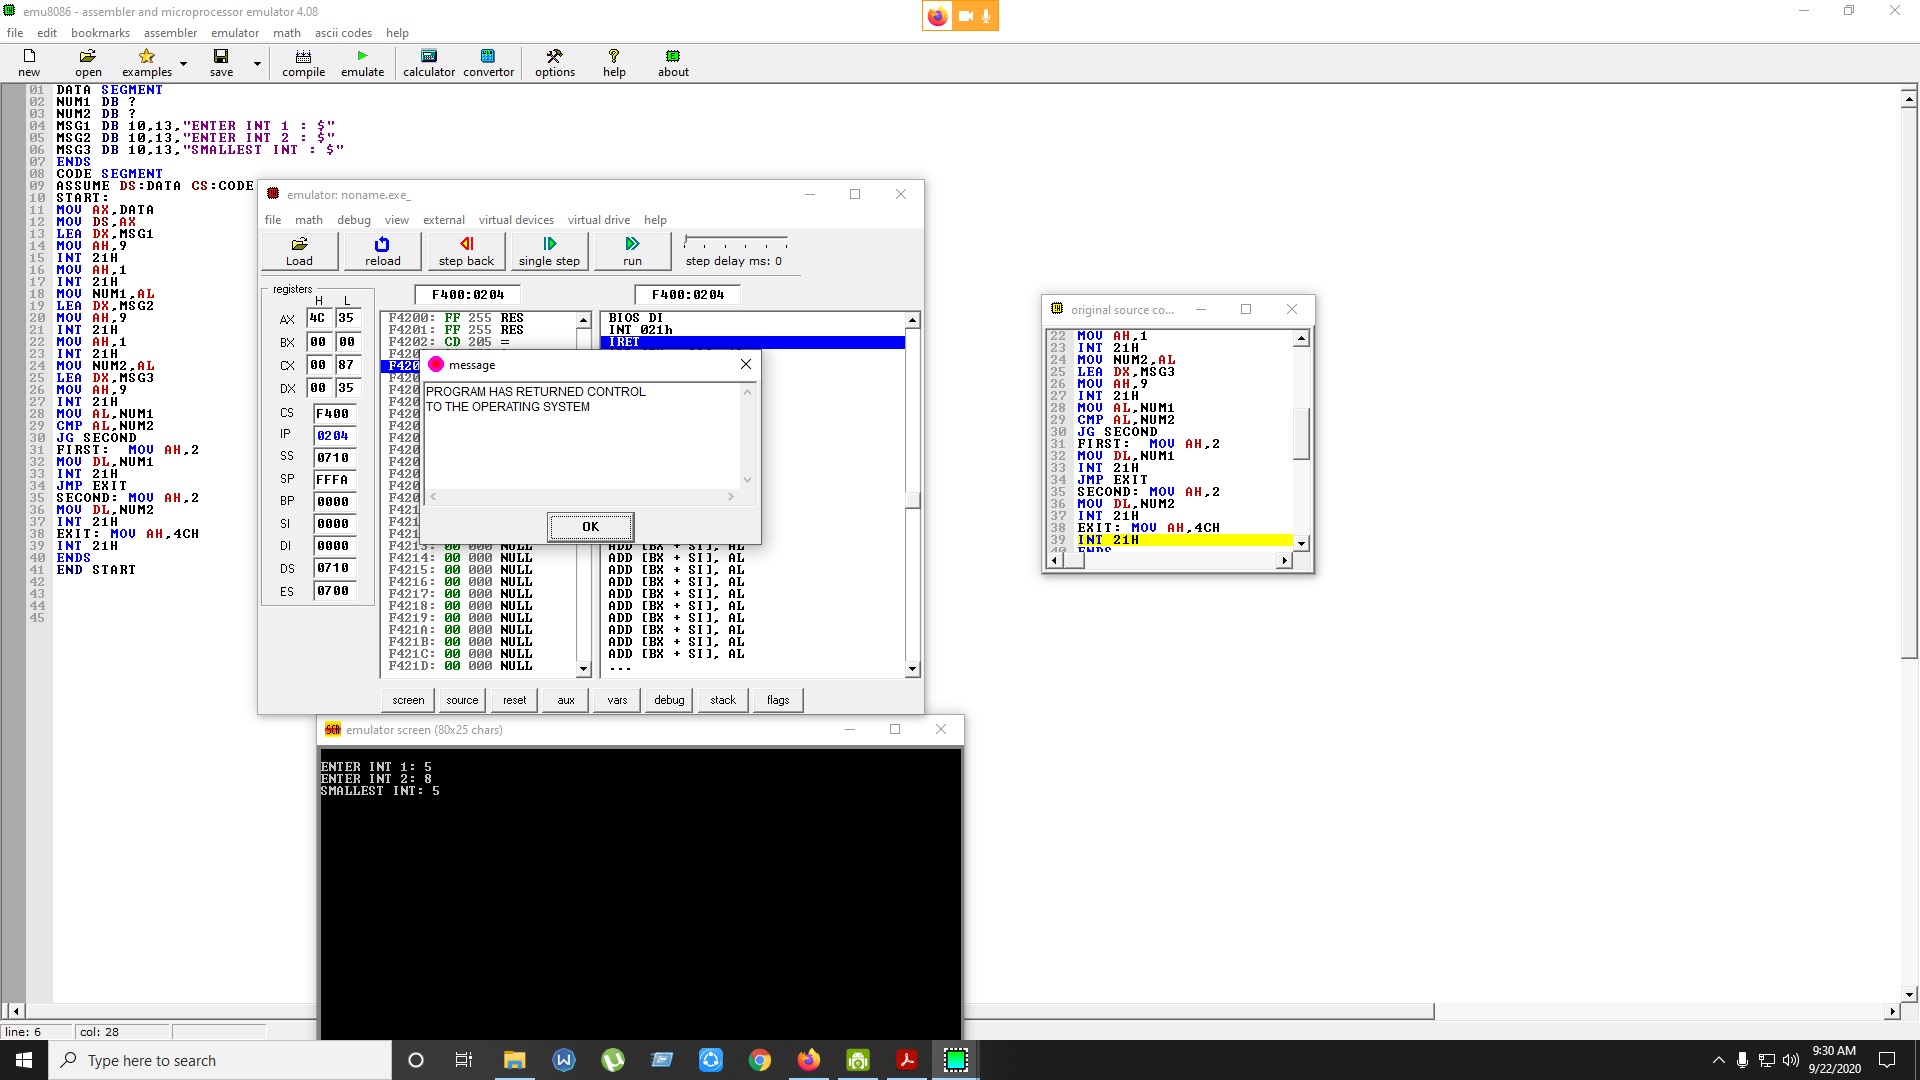 emu8086 - assembler and microprocessor emulator 4.08
file edit bookmarks assembler emulator math ascii codes help
new open examples save compile emulate calculator convertor options help about
01 DATA SEGMENT
02 NUM1 DB ?
03 NUM2 DB ?
04 MSG1 DB 10,13,"ENTER INT 1 : $"
05 MSG2 DB 10,13,"ENTER INT 2 : $"
06 MSG3 DB 10,13,"SMALLEST INT : $"
07 ENDS
08 CODE SEGMENT
09 ASSUME DS:DATA CS:CODE
10 START:
11 MOV AX,DATA
12 MOV DS,AX
13 LEA DX,MSG1
14 MOV AH,9
15 INT 21H
16 MOV AH,1
17 INT 21H
18 MOV NUM1,AL
19 LEA DX,MSG2
20 MOV AH,9
21 INT 21H
22 MOV AH,1
23 INT 21H
24 MOV NUM2,AL
25 LEA DX,MSG3
26 MOV AH,9
27 INT 21H
28 MOV AL,NUM1
29 CMP AL,NUM2
30 JG SECOND
31 FIRST: MOV AH,2
32 MOV DL,NUM1
33 INT 21H
34 JMP EXIT
35 SECOND: MOV AH,2
36 MOV DL,NUM2
37 INT 21H
38 EXIT: MOV AH,4CH
39 INT 21H
40 ENDS
41 END START
42
43
44
45
emulator: noname.exe_
file math debug view external virtual devices virtual drive help
Load reload step back single step run step delay ms: 0
registers
H L
AX 4C 35
BX 00 00
CX 00 87
DX 00 35
CS F400
IP 0204
SS 0710
SP FFFA
BP 0000
SI 0000
DI 0000
DS 0710
ES 0700
F400:0204 F400:0204
F4200: FF 255 RES
F4201: FF 255 RES
F4202: CD 205 =
F420
F420
F420
F420
F420
F420
F420
F420
F420
F420
F420
F420
F420
F421
F421
F421
F4213: 00 000 NULL
F4214: 00 000 NULL
F4215: 00 000 NULL
F4216: 00 000 NULL
F4217: 00 000 NULL
F4218: 00 000 NULL
F4219: 00 000 NULL
F421A: 00 000 NULL
F421B: 00 000 NULL
F421C: 00 000 NULL
F421D: 00 000 NULL
BIOS DI
INT 021h
IRET
ADD [BX + SI], AL
ADD [BX + SI], AL
ADD [BX + SI], AL
ADD [BX + SI], AL
ADD [BX + SI], AL
ADD [BX + SI], AL
ADD [BX + SI], AL
ADD [BX + SI], AL
ADD [BX + SI], AL
ADD [BX + SI], AL
...
message
PROGRAM HAS RETURNED CONTROL
TO THE OPERATING SYSTEM
OK
screen source reset aux vars debug stack flags
original source co...
22 MOV AH,1
23 INT 21H
24 MOV NUM2,AL
25 LEA DX,MSG3
26 MOV AH,9
27 INT 21H
28 MOV AL,NUM1
29 CMP AL,NUM2
30 JG SECOND
31 FIRST: MOV AH,2
32 MOV DL,NUM1
33 INT 21H
34 JMP EXIT
35 SECOND: MOV AH,2
36 MOV DL,NUM2
37 INT 21H
38 EXIT: MOV AH,4CH
39 INT 21H
40 ENDS
SCR emulator screen (80x25 chars)
ENTER INT 1: 5
ENTER INT 2: 8
SMALLEST INT: 5
line: 6 col: 28
Type here to search
9:30 AM
9/22/2020